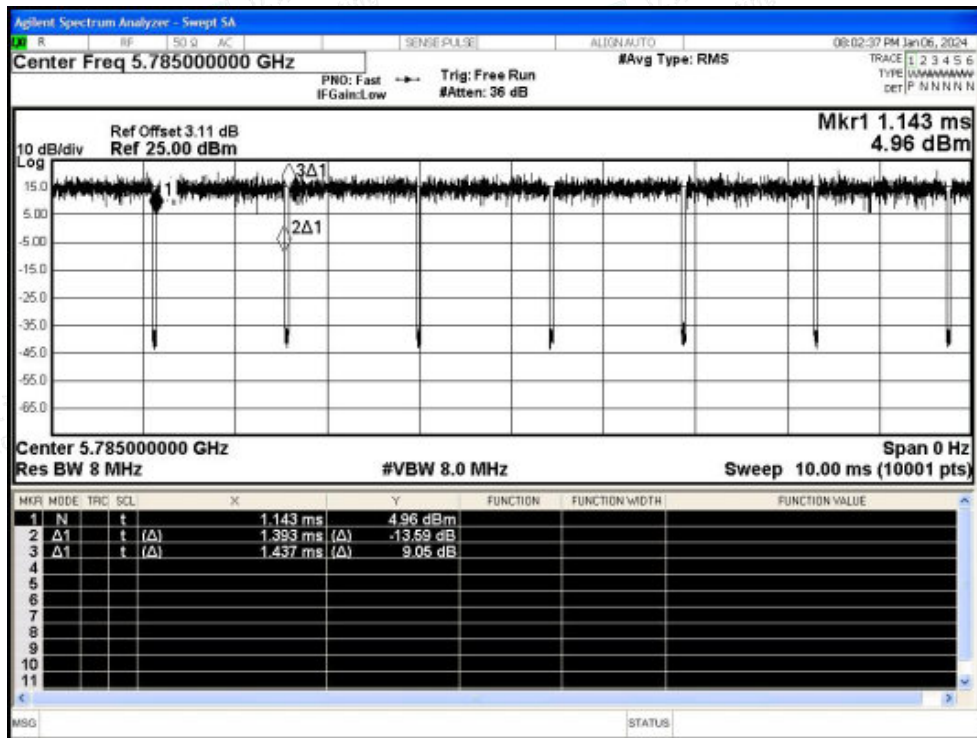 Agilent Spectrum Analyzer - Swept SA
R RF 50 Ω AC SENSE:PULSE ALIGN AUTO 08:02:37 PM Jan 06, 2024
Center Freq 5.785000000 GHz #Avg Type: RMS TRACE 1 2 3 4 5 6
PNO: Fast Trig: Free Run TYPE
IFGain:Low #Atten: 36 dB DET P N N N N N
Mkr1 1.143 ms
Ref Offset 3.11 dB
10 dB/div Ref 25.00 dBm 4.96 dBm
Log
15.0
5.00
-5.00
-15.0
-25.0
-35.0
-45.0
-55.0
-65.0
1
3Δ1
2Δ1
Center 5.785000000 GHz Span 0 Hz
Res BW 8 MHz #VBW 8.0 MHz Sweep 10.00 ms (10001 pts)
MKR MODE TRC SCL X Y FUNCTION FUNCTION WIDTH FUNCTION VALUE
1 N t 1.143 ms 4.96 dBm
2 Δ1 t (Δ) 1.393 ms (Δ) -13.59 dB
3 Δ1 t (Δ) 1.437 ms (Δ) 9.05 dB
4
5
6
7
8
9
10
11
MSG STATUS